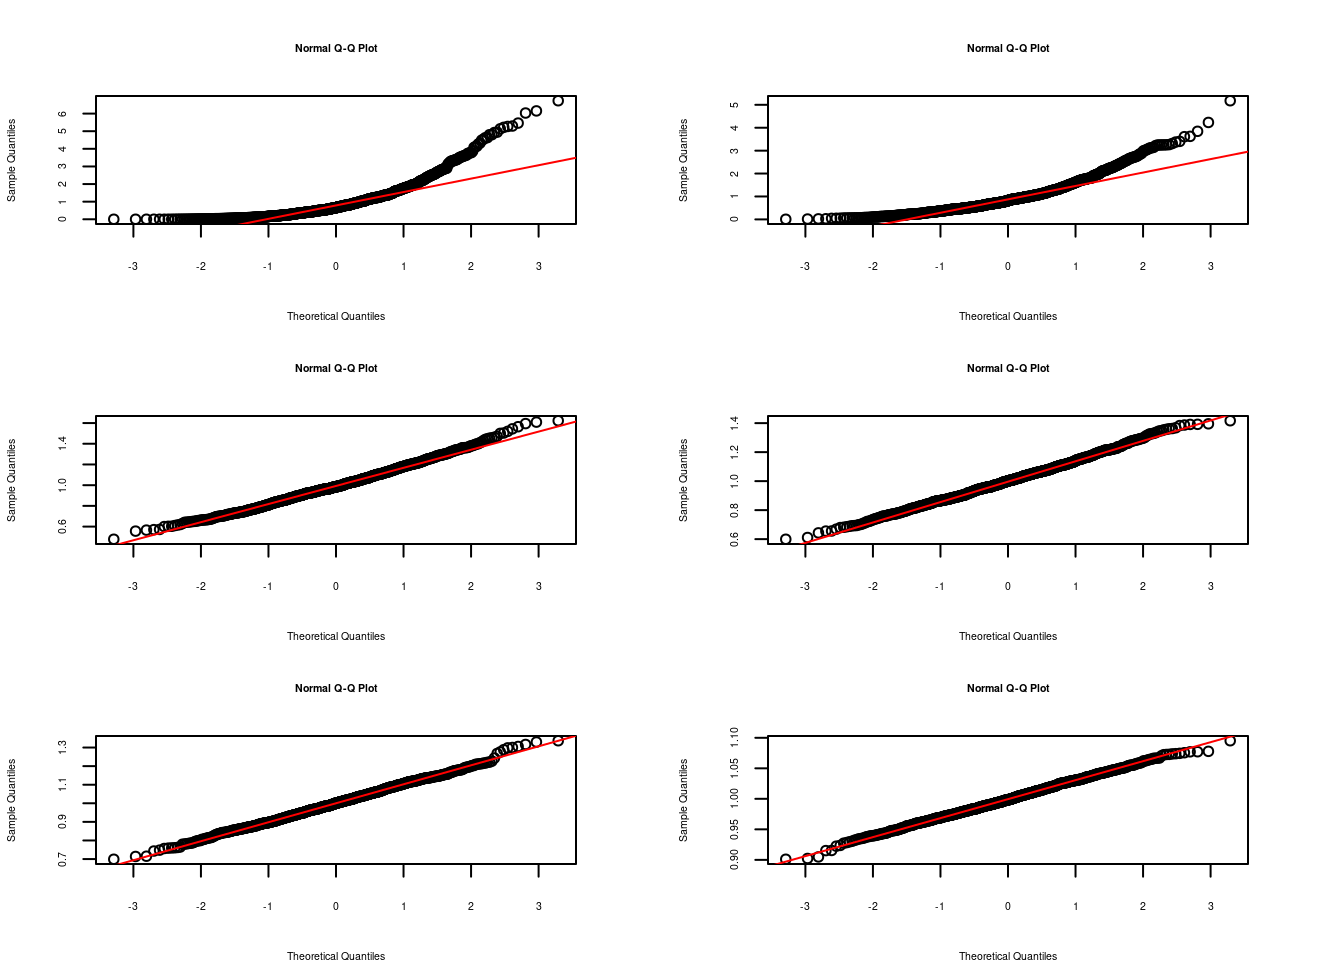 Normal Q-Q Plot
Sample Quantiles
0 1 2 3 4 5 6
-3 -2 -1 0 1 2 3
Theoretical Quantiles
Normal Q-Q Plot
Sample Quantiles
0 1 2 3 4 5
-3 -2 -1 0 1 2 3
Theoretical Quantiles
Normal Q-Q Plot
Sample Quantiles
0.6 1.0 1.4
-3 -2 -1 0 1 2 3
Theoretical Quantiles
Normal Q-Q Plot
Sample Quantiles
0.6 0.8 1.0 1.2 1.4
-3 -2 -1 0 1 2 3
Theoretical Quantiles
Normal Q-Q Plot
Sample Quantiles
0.7 0.9 1.1 1.3
-3 -2 -1 0 1 2 3
Theoretical Quantiles
Normal Q-Q Plot
Sample Quantiles
0.90 0.95 1.00 1.05 1.10
-3 -2 -1 0 1 2 3
Theoretical Quantiles